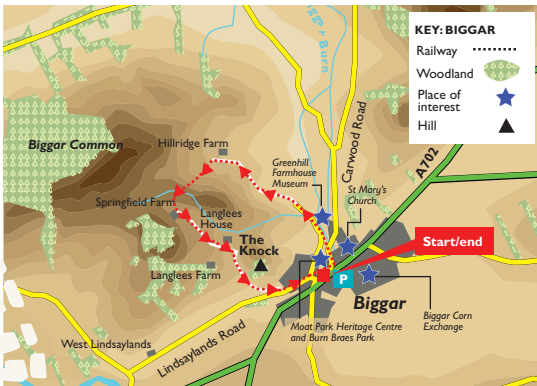 KEY: BIGGAR
Railway
Woodland
Place of
interest
Hill
Biggar Burn
Carwood Road
A702
Biggar Common
Hillridge Farm
Greenhill
Farmhouse
Museum
St Mary's
Church
Springfield Farm
Langlees
House
The
Knock
Start/end
Langlees Farm
P
Biggar
Biggar Corn
Exchange
Moat Park Heritage Centre
and Burn Braes Park
West Lindsaylands
Lindsaylands Road